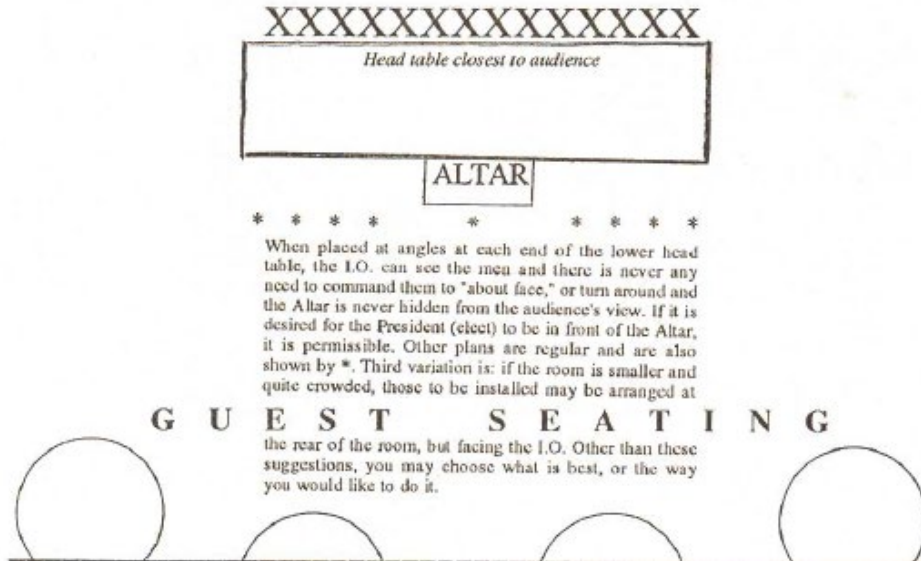 XXXXXXXXXXXXXXXXX
Head table closest to audience
ALTAR
* * * * * * * * *
When placed at angles at each end of the lower head
table, the I.O. can see the men and there is never any
need to command them to "about face," or turn around and
the Altar is never hidden from the audience's view. If it is
desired for the President (elect) to be in front of the Altar,
it is permissible. Other plans are regular and are also
shown by *. Third variation is: if the room is smaller and
quite crowded, those to be installed may be arranged at
GUEST SEATING
the rear of the room, but facing the I.O. Other than these
suggestions, you may choose what is best, or the way
you would like to do it.